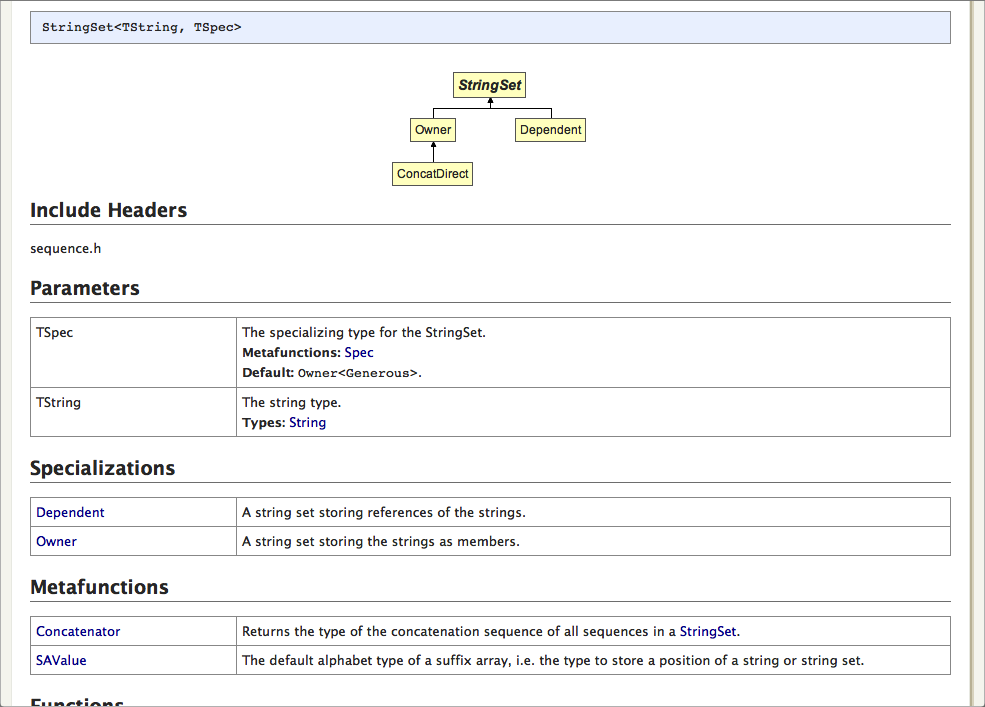 StringSet<TString, TSpec>
StringSet
Owner
Dependent
ConcatDirect
Include Headers
sequence.h
Parameters
TSpec
The specializing type for the StringSet.
Metafunctions: Spec
Default: Owner<Generous>.
TString
The string type.
Types: String
Specializations
Dependent
A string set storing references of the strings.
Owner
A string set storing the strings as members.
Metafunctions
Concatenator
Returns the type of the concatenation sequence of all sequences in a StringSet.
SAValue
The default alphabet type of a suffix array, i.e. the type to store a position of a string or string set.
Functions